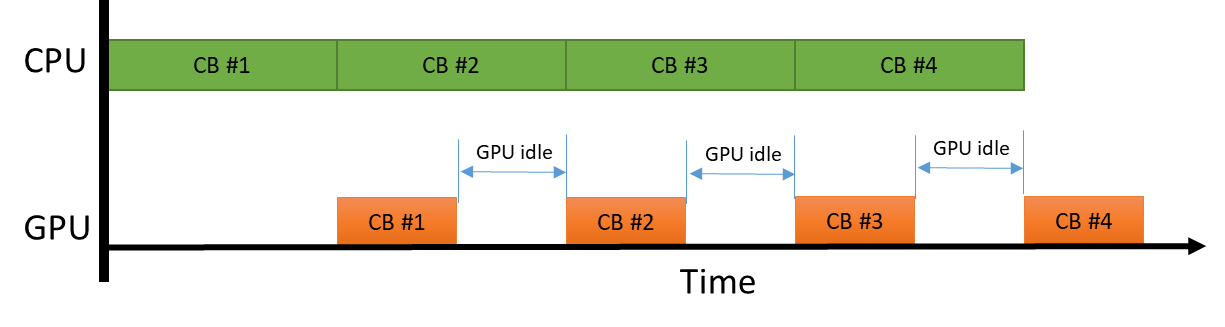 CPU
CB #1
CB #2
CB #3
CB #4
GPU idle
GPU idle
GPU idle
GPU
CB #1
CB #2
CB #3
CB #4
Time